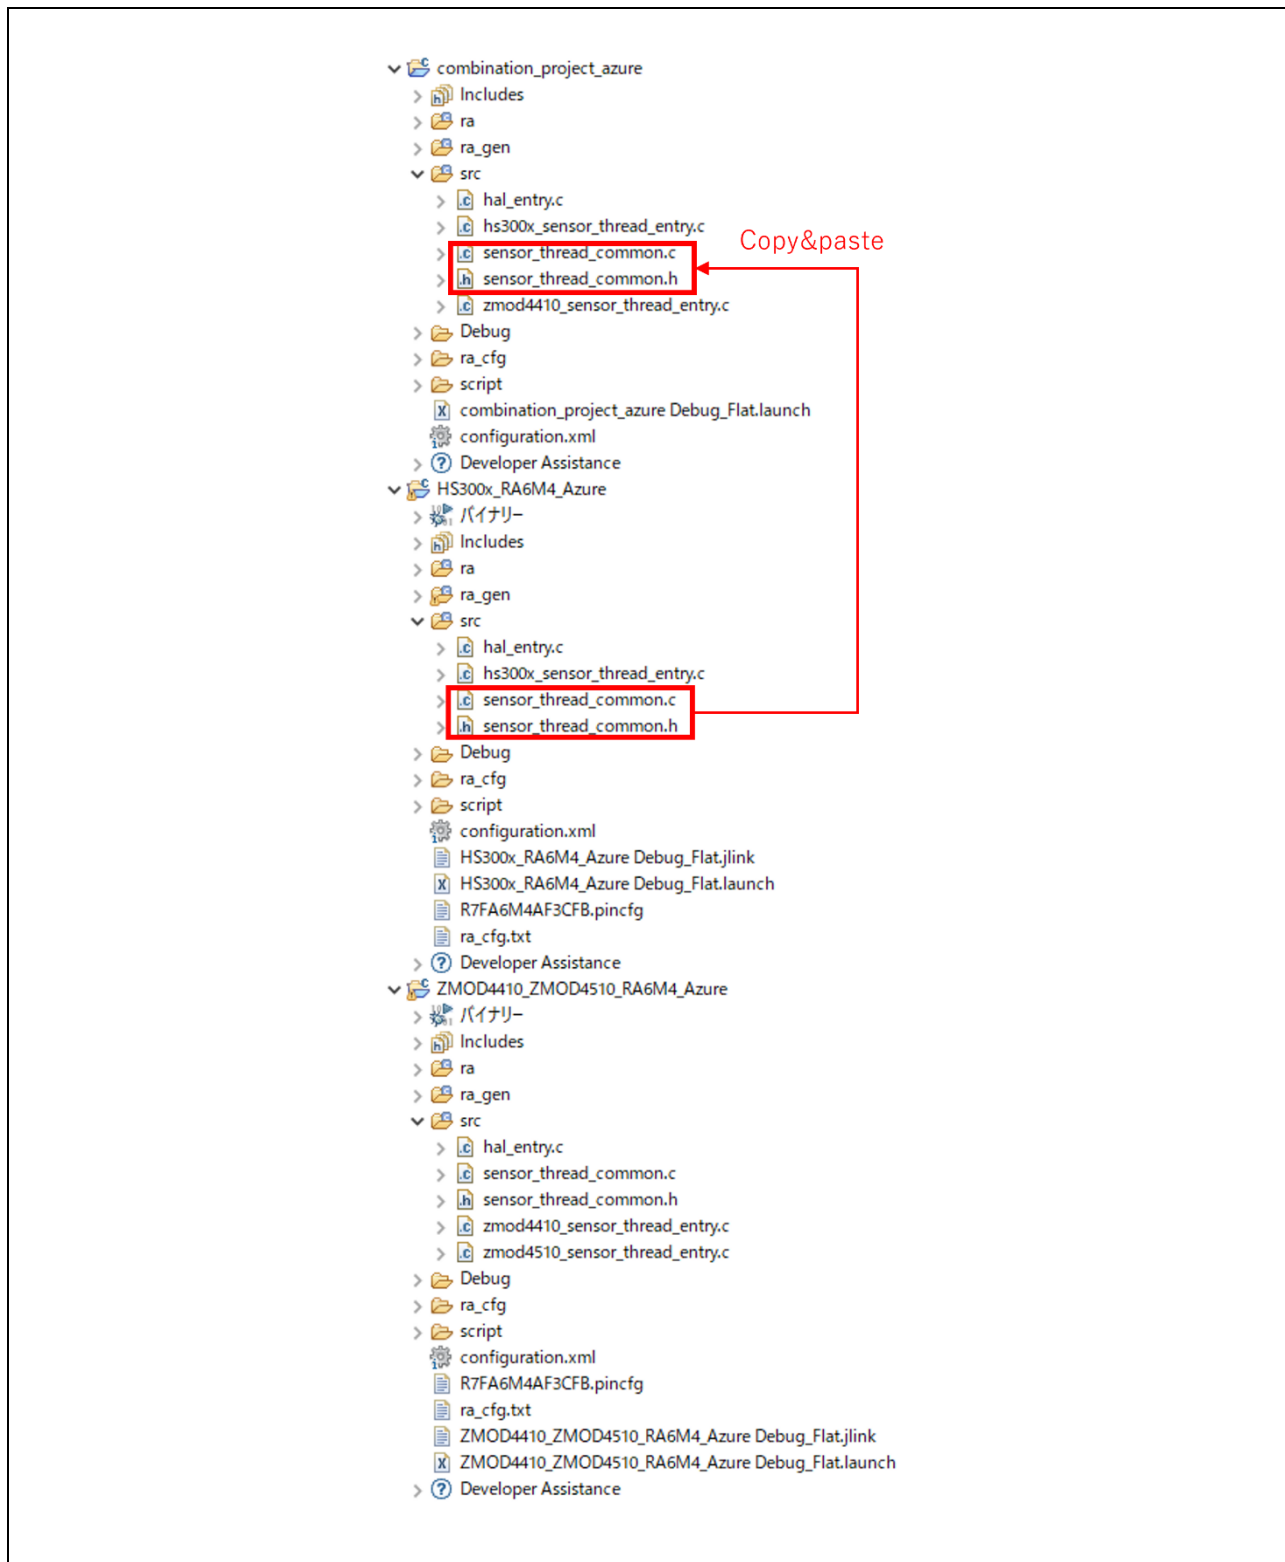 combination_project_azure
Includes
ra
ra_gen
src
hal_entry.c
hs300x_sensor_thread_entry.c
Copy&paste
sensor_thread_common.c
sensor_thread_common.h
zmod4410_sensor_thread_entry.c
Debug
ra_cfg
script
combination_project_azure Debug_Flat.launch
configuration.xml
Developer Assistance
HS300x_RA6M4_Azure
バイナリー
Includes
ra
ra_gen
src
hal_entry.c
hs300x_sensor_thread_entry.c
sensor_thread_common.c
sensor_thread_common.h
Debug
ra_cfg
script
configuration.xml
HS300x_RA6M4_Azure Debug_Flat.jlink
HS300x_RA6M4_Azure Debug_Flat.launch
R7FA6M4AF3CFB.pincfg
ra_cfg.txt
Developer Assistance
ZMOD4410_ZMOD4510_RA6M4_Azure
バイナリー
Includes
ra
ra_gen
src
hal_entry.c
sensor_thread_common.c
sensor_thread_common.h
zmod4410_sensor_thread_entry.c
zmod4510_sensor_thread_entry.c
Debug
ra_cfg
script
configuration.xml
R7FA6M4AF3CFB.pincfg
ra_cfg.txt
ZMOD4410_ZMOD4510_RA6M4_Azure Debug_Flat.jlink
ZMOD4410_ZMOD4510_RA6M4_Azure Debug_Flat.launch
Developer Assistance